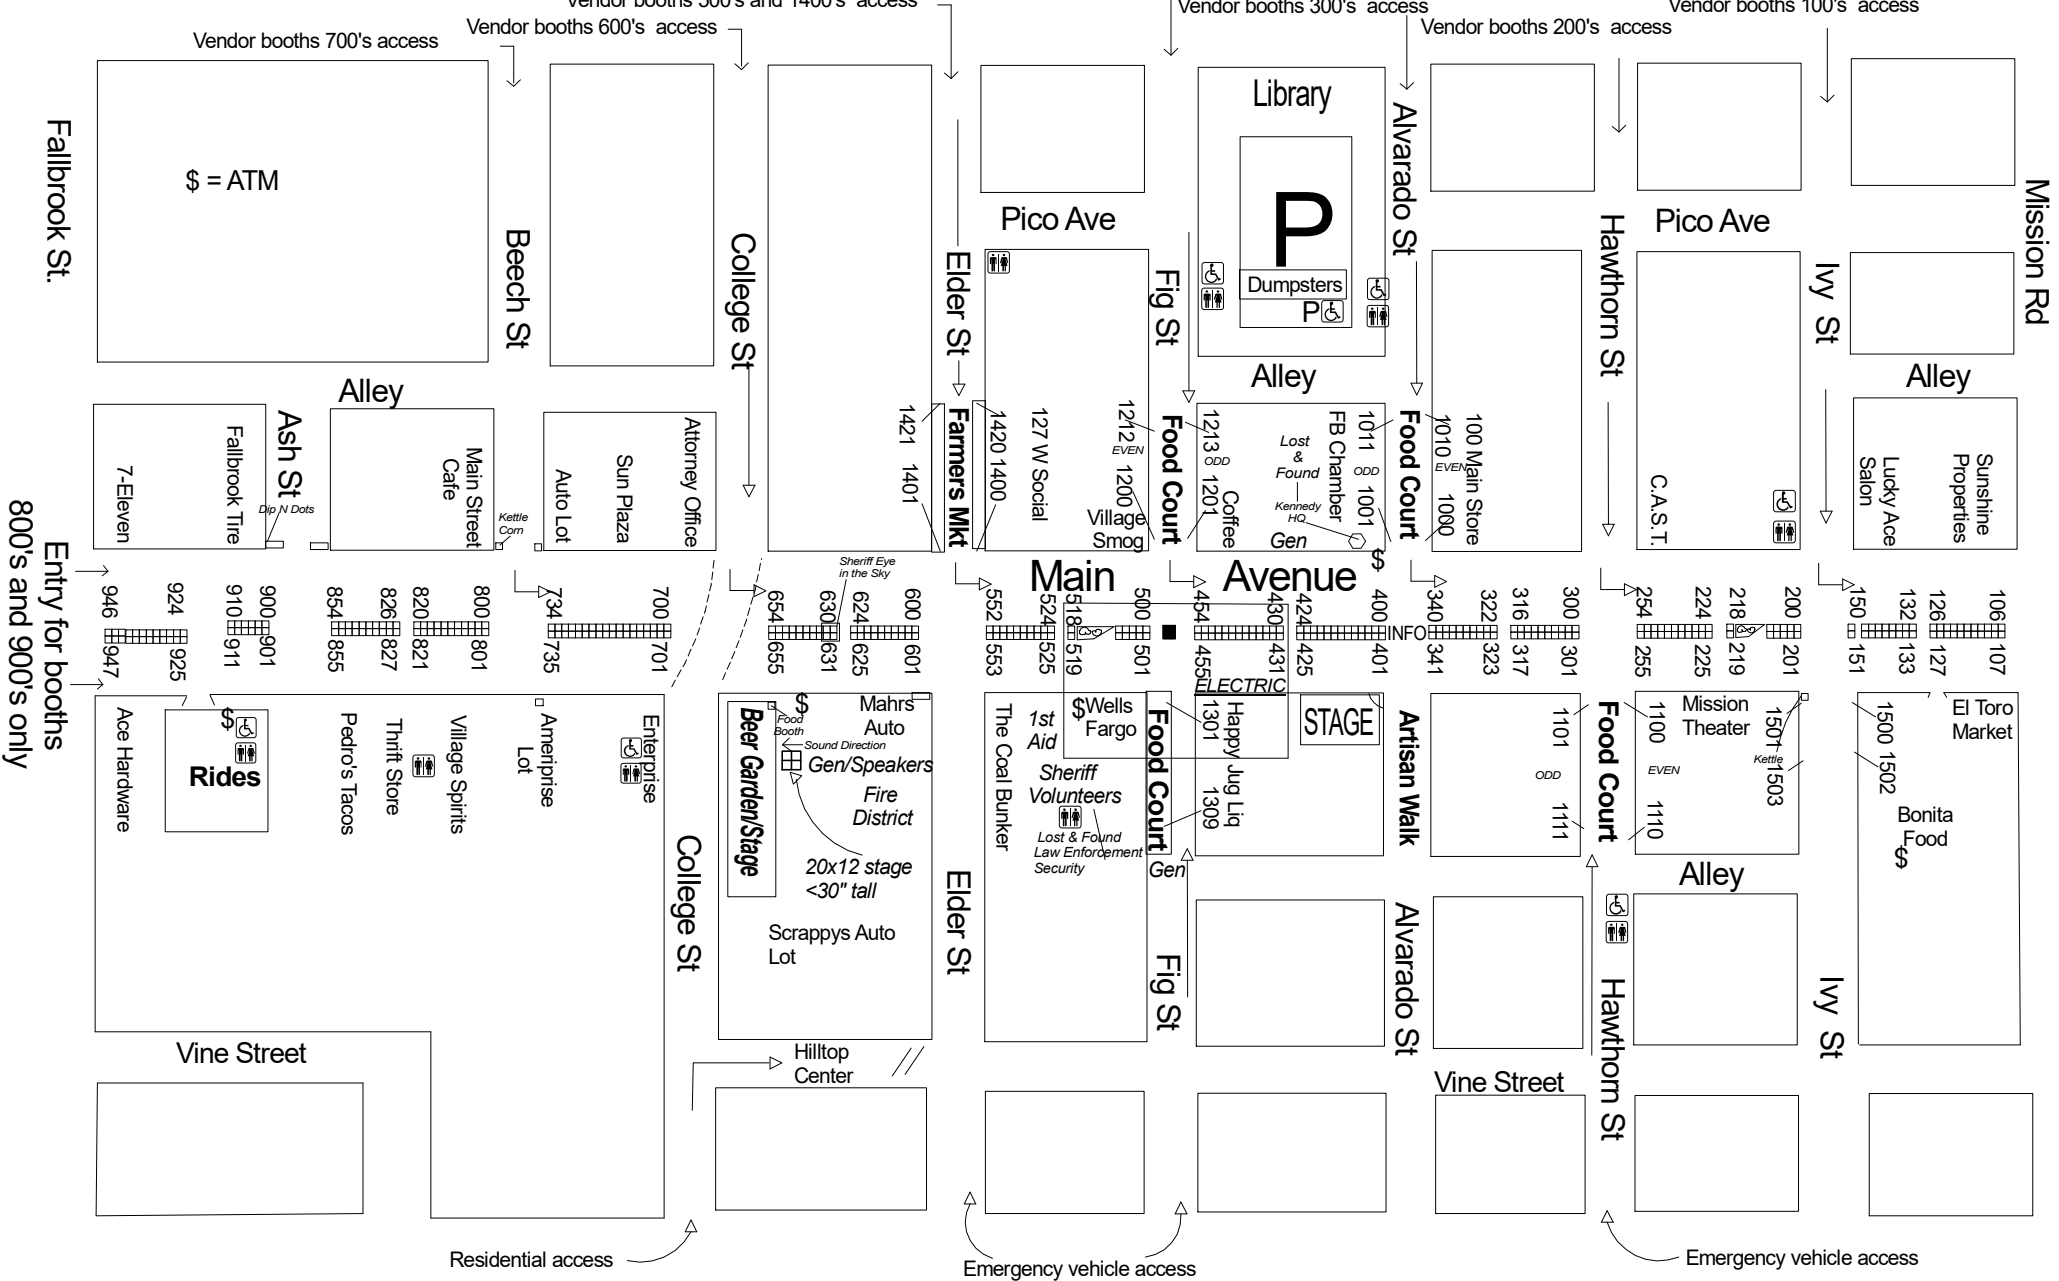 Vendor booths 500's and 1400's access
Vendor booths 300's access
Vendor booths 100's access
Vendor booths 600's access
Vendor booths 200's access
Vendor booths 700's access
Library
P
Dumpsters
P
$ = ATM
Fallbrook St.
Beech St
College St
Elder St
Pico Ave
Fig St
Alvarado St
Hawthorn St
Pico Ave
Ivy St
Mission Rd
Alley
Alley
Alley
7-Eleven
Fallbrook Tire
Ash St
Dip N Dots
Main Street
Cafe
Kettle
Corn
Auto Lot
Sun Plaza
Attorney Office
1421 1401
Farmers Mkt
1420 1400
127 W Social
1212 EVEN 1200
Village
Smog
Food Court
1213 ODD 1201
Coffee
Lost
&
Found
Kennedy
HQ
Gen
FB Chamber
1011 ODD 1001
$
Food Court
1010 EVEN 1000
100 Main Store
C.A.S.T.
Lucky Ace
Salon
Sunshine
Properties
Sheriff Eye
in the Sky
Main Avenue
Entry for booths
800's and 900's only
946 924 910 900 854 826 820 800 734 700 654 630 624 600 552 524 518 500 454 430 424 400 340 322 316 300 254 224 218 200 150 132 126 106
INFO
947 925 911 901 855 827 821 801 735 701 655 631 625 601 553 525 519 501 455 431 425 401 341 323 317 301 255 225 219 201 151 133 127 107
ELECTRIC
Ace Hardware
$
Rides
Pedro's Tacos
Thrift Store
Village Spirits
Ameriprise
Lot
Enterprise
College St
Beer Garden/Stage
$
Food
Booth
Mahrs
Auto
Sound Direction
Gen/Speakers
Fire
District
20x12 stage
<30" tall
Scrappys Auto
Lot
Elder St
The Coal Bunker
1st
Aid
$Wells
Fargo
Sheriff
Volunteers
Lost & Found
Law Enforcement
Security
Food Court
Gen
1301 1309
Happy Jug Liq
STAGE
Artisan Walk
Fig St
Alvarado St
1101 ODD 1111
Food Court
1100 EVEN 1110
Mission
Theater
1501 1503
Kettle
1500 1502
El Toro
Market
Bonita
Food
$
Alley
Hawthorn St
Ivy St
Vine Street
Hilltop
Center
Vine Street
Residential access
Emergency vehicle access
Emergency vehicle access